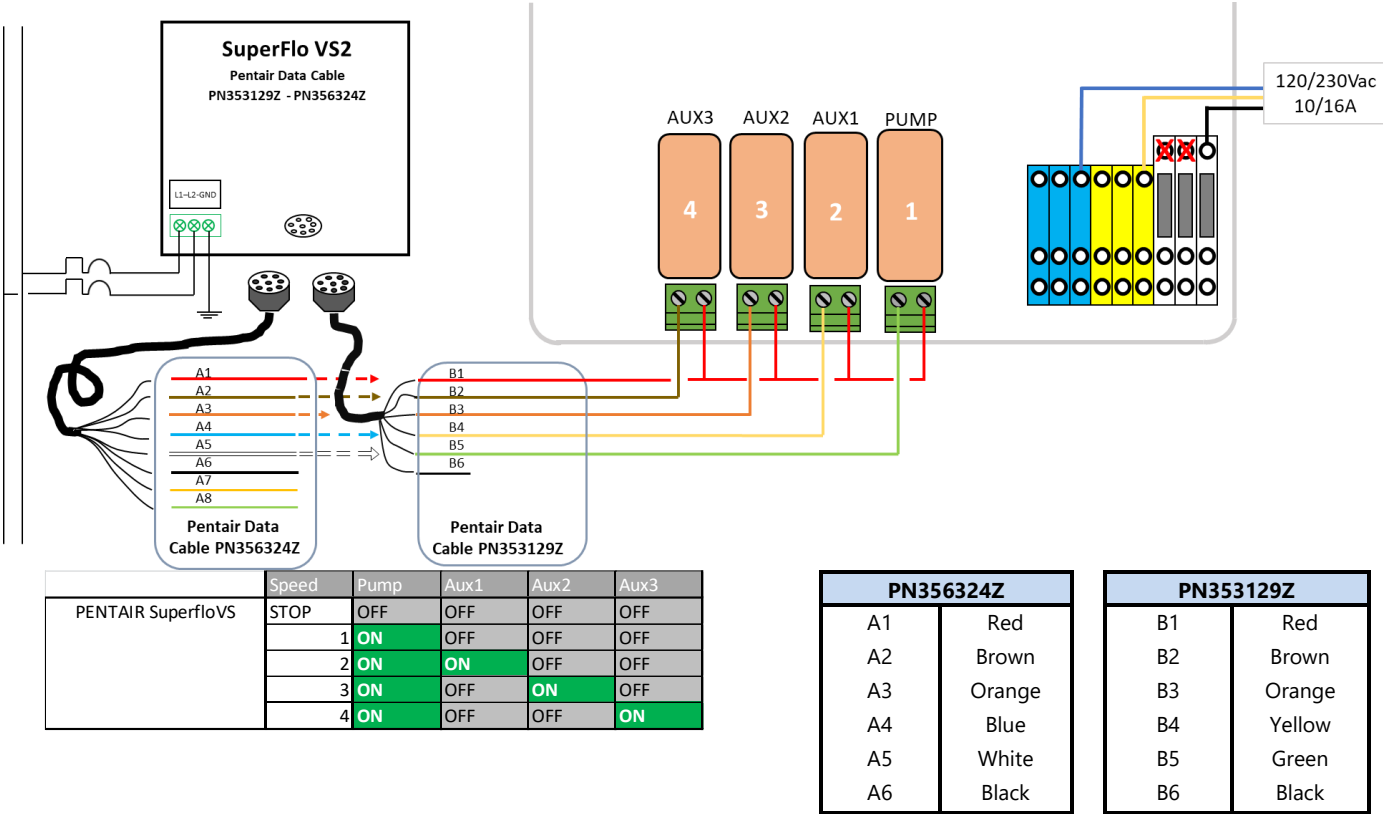 SuperFlo VS2
Pentair Data Cable
PN353129Z - PN356324Z
L1–L2-GND
120/230Vac
10/16A
AUX3 AUX2 AUX1 PUMP
4 3 2 1
A1
A2
A3
A4
A5
A6
A7
A8
Pentair Data
Cable PN356324Z
B1
B2
B3
B4
B5
B6
Pentair Data
Cable PN353129Z
Speed Pump Aux1 Aux2 Aux3
PENTAIR SuperfloVS STOP OFF OFF OFF OFF
1 ON OFF OFF OFF
2 ON ON OFF OFF
3 ON OFF ON OFF
4 ON OFF OFF ON
PN356324Z
A1 Red
A2 Brown
A3 Orange
A4 Blue
A5 White
A6 Black
PN353129Z
B1 Red
B2 Brown
B3 Orange
B4 Yellow
B5 Green
B6 Black